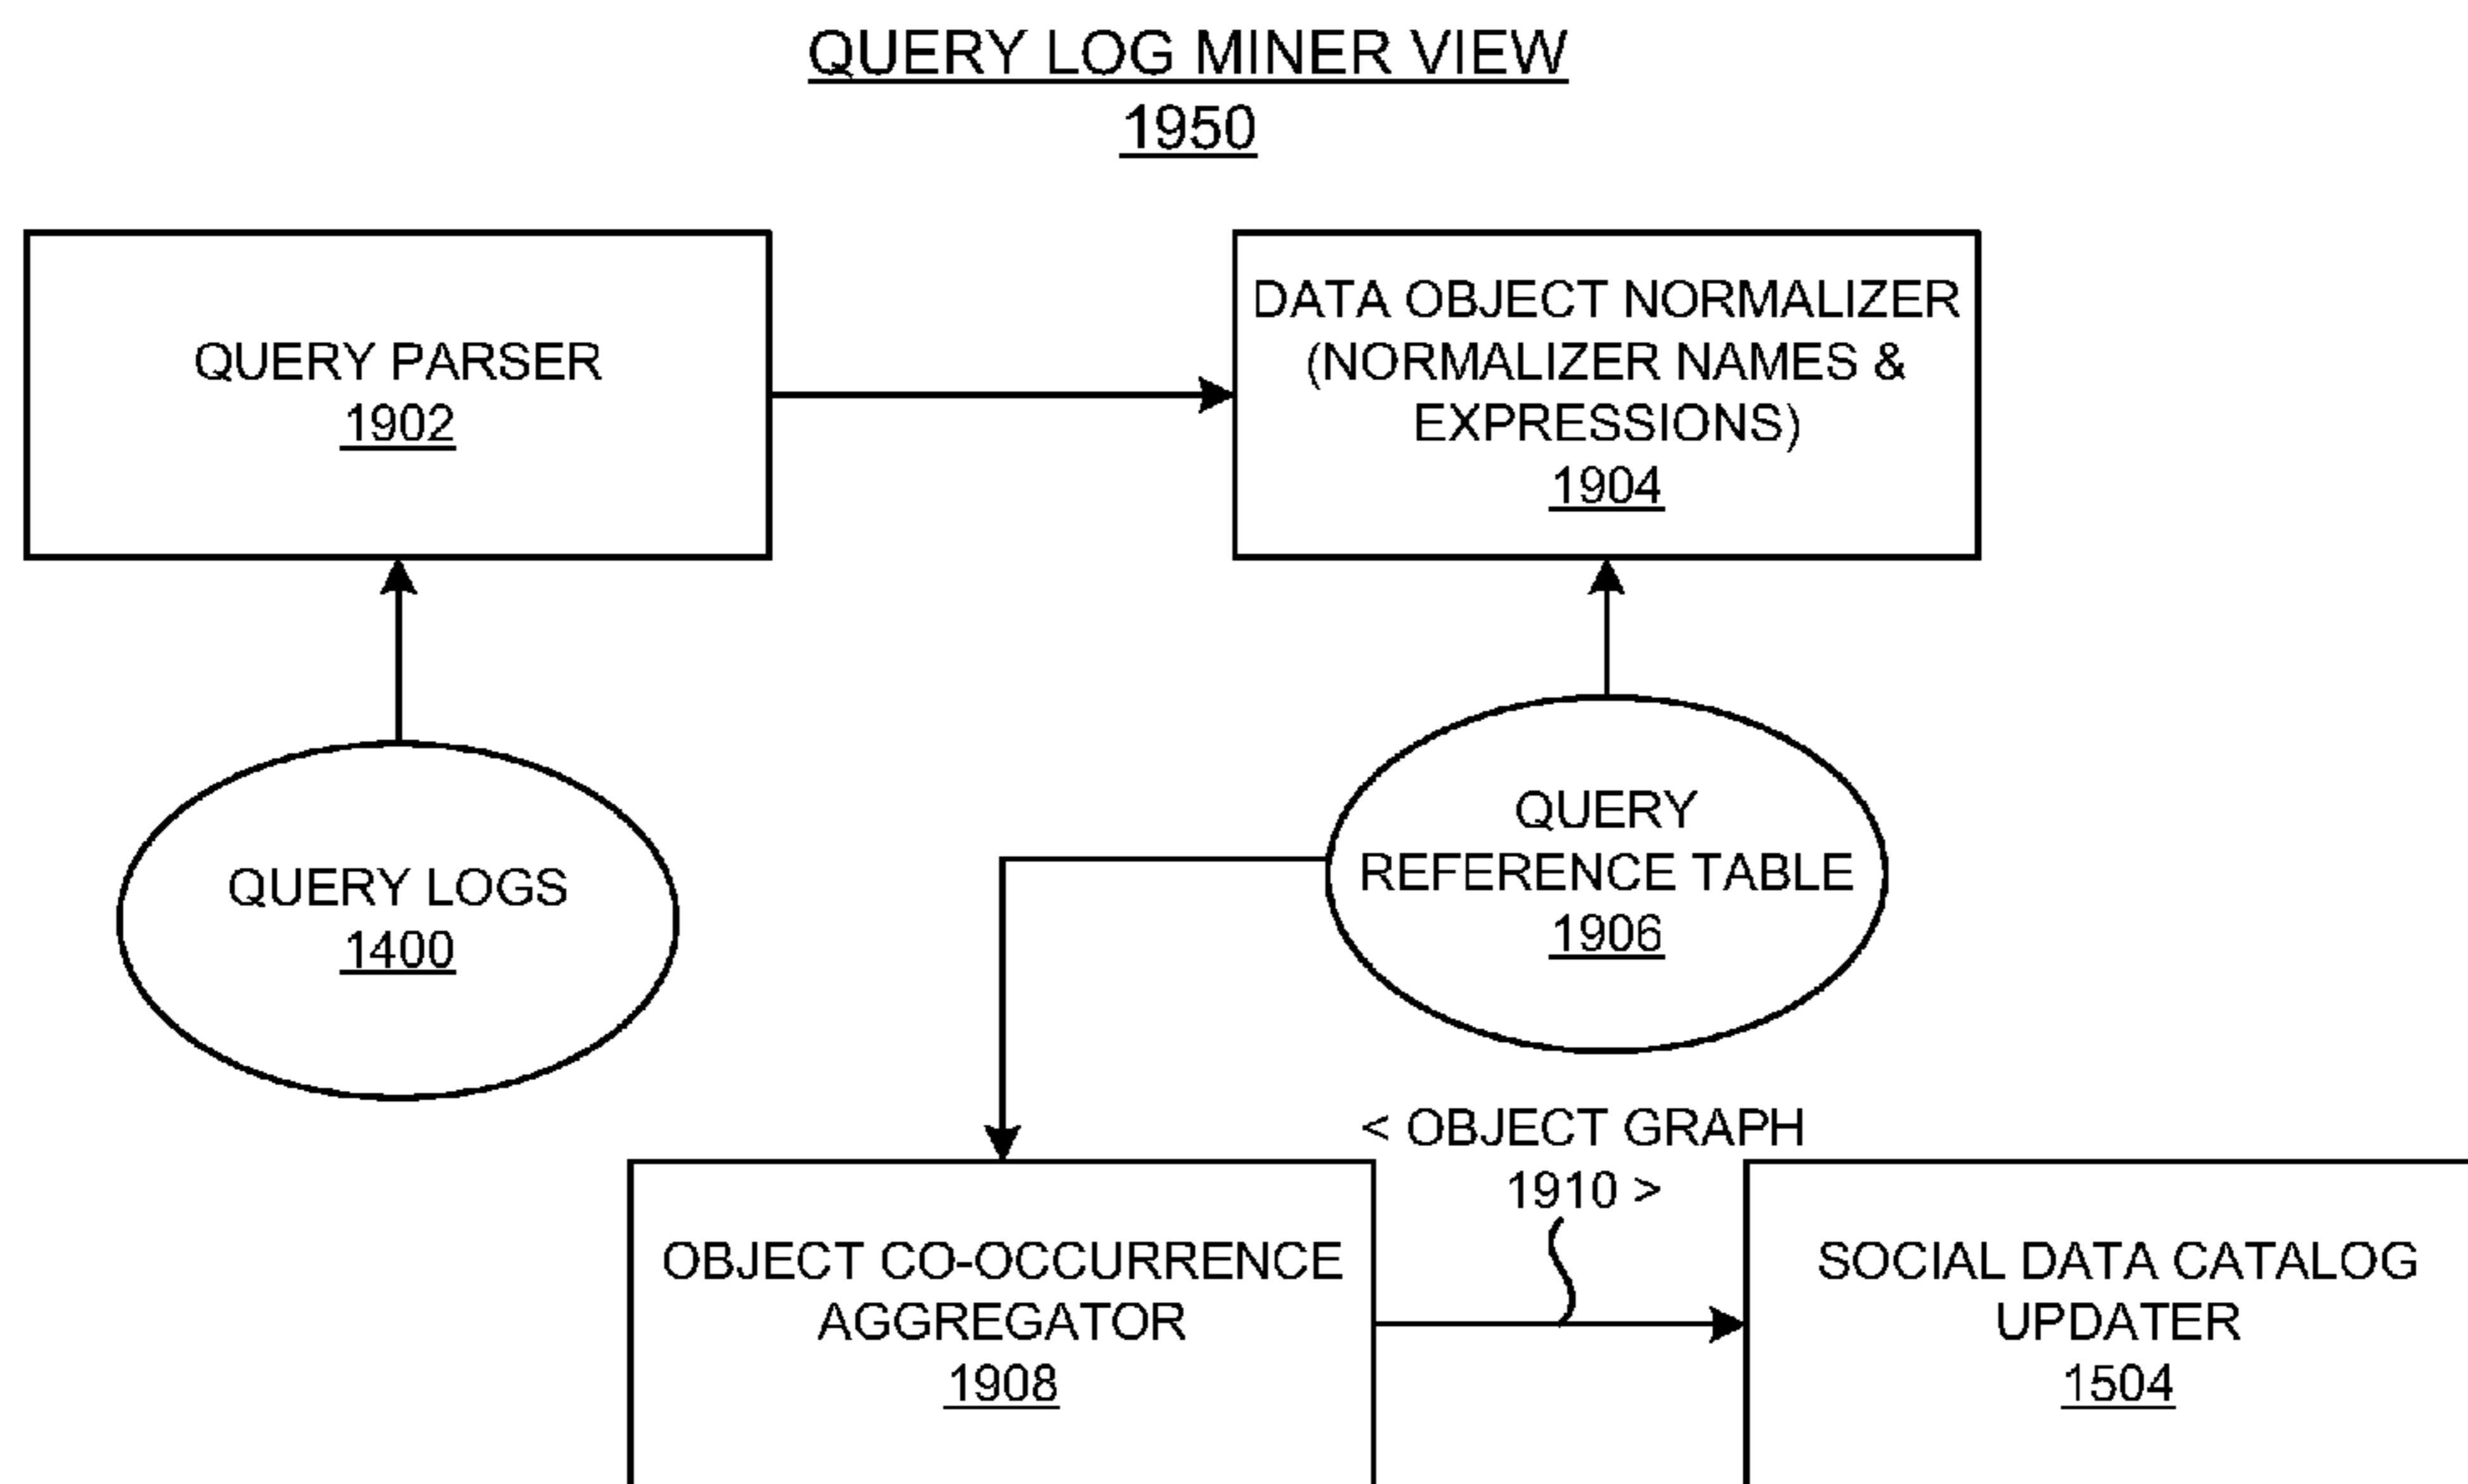 QUERY LOG MINER VIEW
1950
QUERY PARSER
1902
DATA OBJECT NORMALIZER
(NORMALIZER NAMES &
EXPRESSIONS)
1904
QUERY LOGS
1400
QUERY
REFERENCE TABLE
1906
< OBJECT GRAPH
1910 >
OBJECT CO-OCCURRENCE
AGGREGATOR
1908
SOCIAL DATA CATALOG
UPDATER
1504